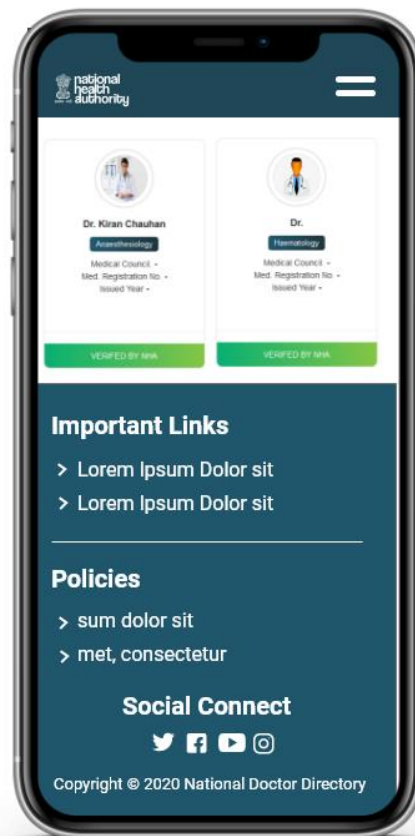 national
health
authority
Dr. Kiran Chauhan
Anaesthesiology
Medical Council -
Med. Registration No. -
Issued Year -
VERIFED BY NHA
Dr.
Haematology
Medical Council -
Med. Registration No. -
Issued Year -
VERIFED BY NHA
Important Links
> Lorem Ipsum Dolor sit
> Lorem Ipsum Dolor sit
Policies
> sum dolor sit
> met, consectetur
Social Connect
Copyright © 2020 National Doctor Directory